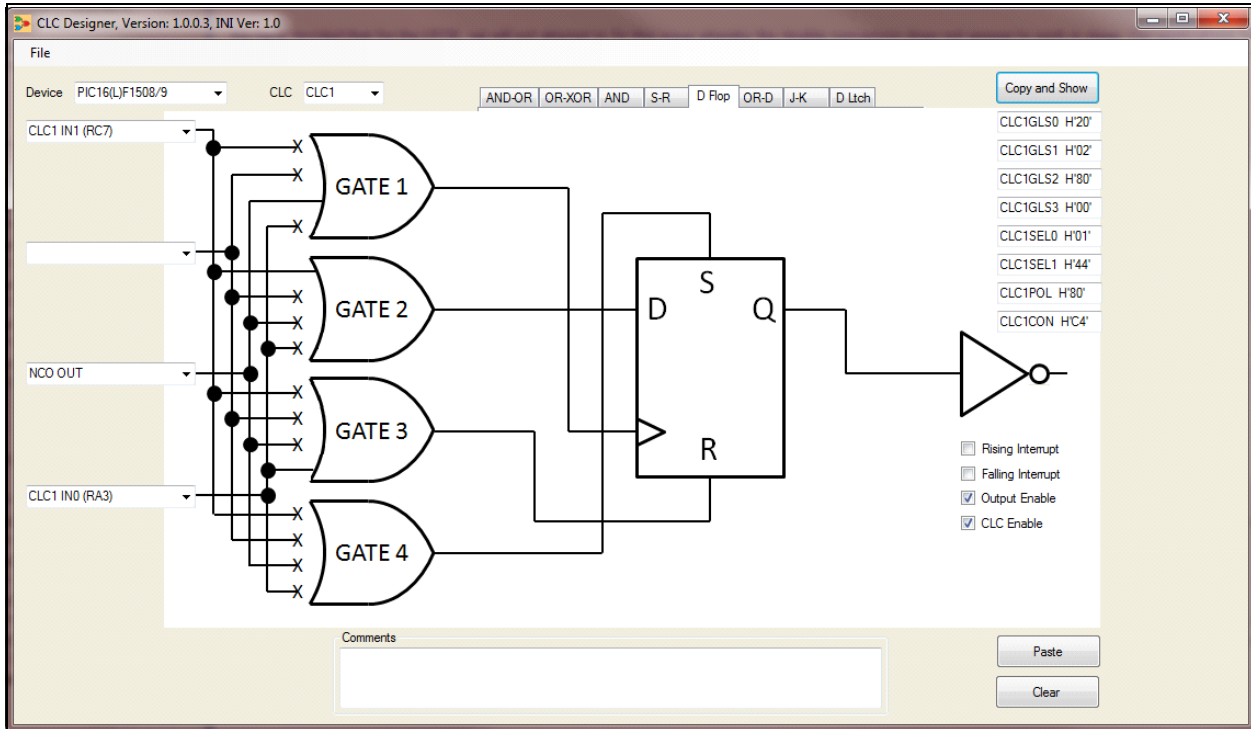 CLC Designer, Version: 1.0.0.3, INI Ver: 1.0
File
Device PIC16(L)F1508/9 CLC CLC1
AND-OR OR-XOR AND S-R D Flop OR-D J-K D Ltch
Copy and Show
CLC1 IN1 (RC7)
NCO OUT
CLC1 IN0 (RA3)
X
X
GATE 1
X
X
GATE 2
X
X
X
X
GATE 3
X
X
X
GATE 4
X
X
S
D Q
R
CLC1GLS0 H'20'
CLC1GLS1 H'02'
CLC1GLS2 H'80'
CLC1GLS3 H'00'
CLC1SEL0 H'01'
CLC1SEL1 H'44'
CLC1POL H'80'
CLC1CON H'C4'
Rising Interrupt
Falling Interrupt
Output Enable
CLC Enable
Comments
Paste
Clear